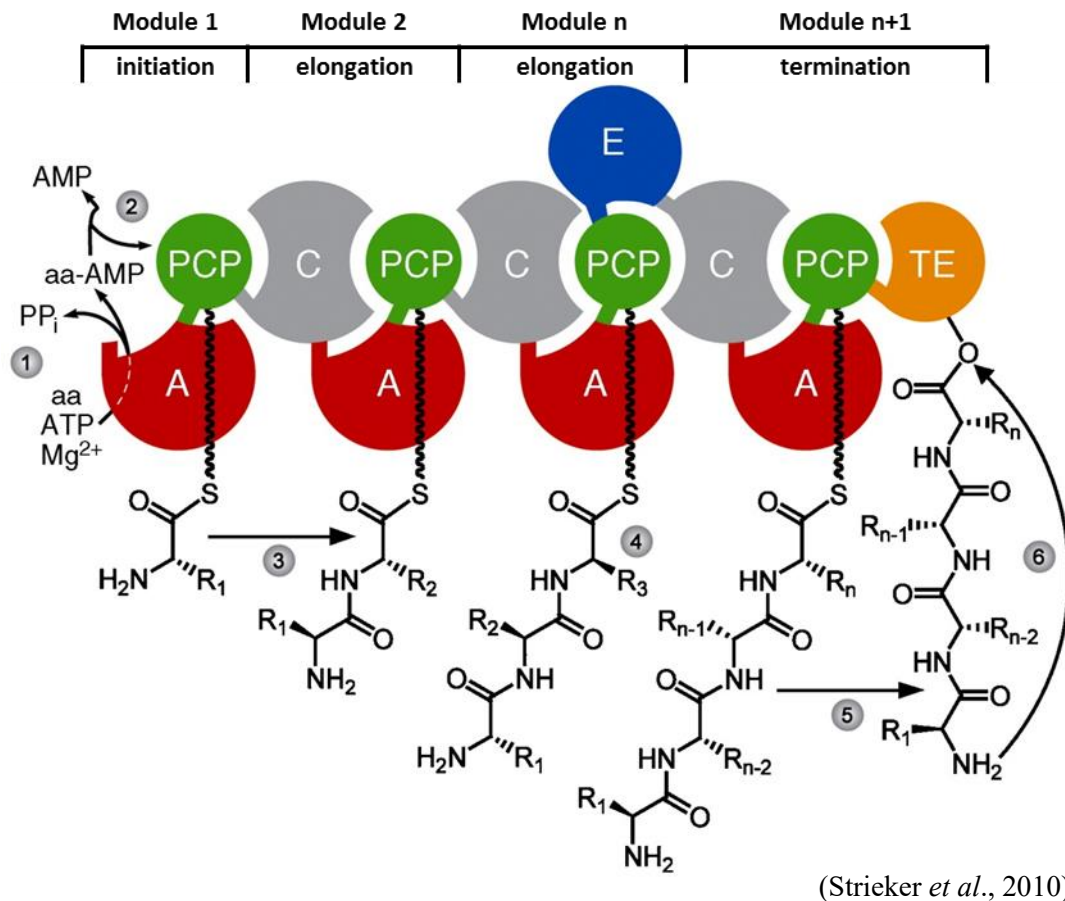 Module 1 Module 2 Module n Module n+1
initiation elongation elongation termination
E
AMP
2
PCP C PCP C PCP C PCP TE
aa-AMP
PPi
1
A A A A
aa
ATP
Mg2+
O
O S O S O S O S O Rn
HN
O
3
4
Rn-1
H2N R1 HN R2 HN R3 HN Rn NH
6
R1 O R2 O Rn-1 O O
NH2 O NH NH 5 Rn-2
O HN
H2N R1 HN Rn-2 O
R1
R1 O NH2
NH2
(Strieker et al., 2010)